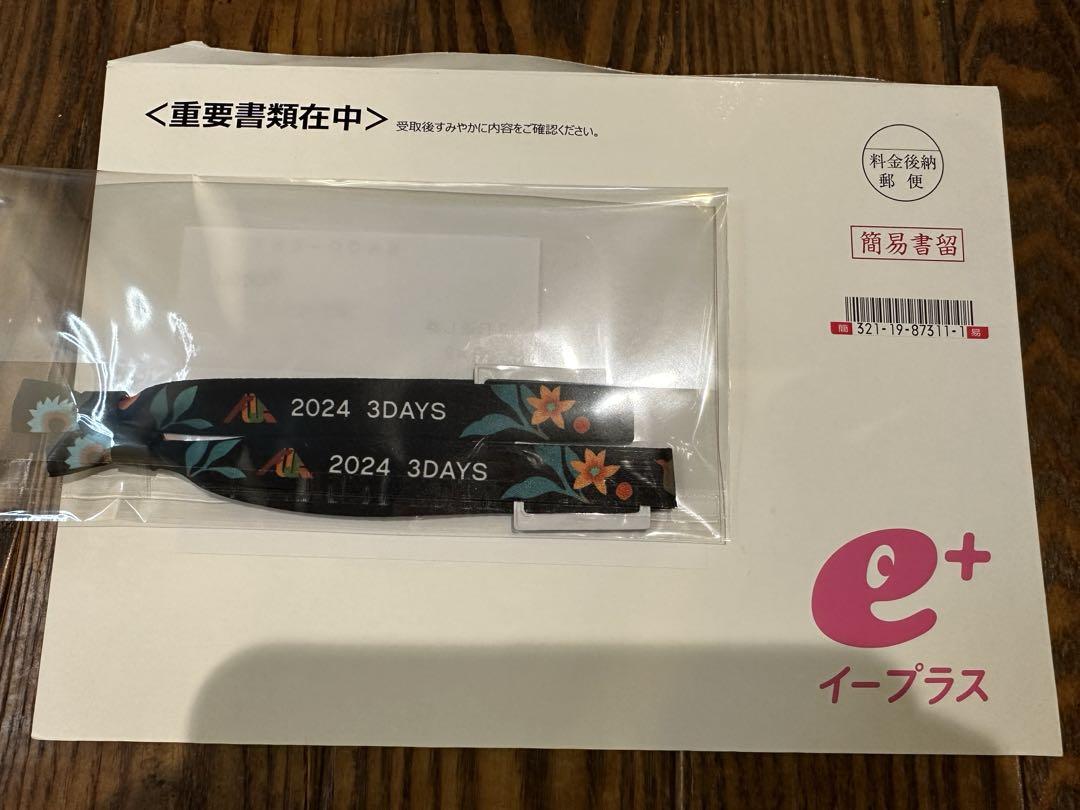 <重要書類在中> 受取後すみやかに内容をご確認ください。
料金後納
郵便
簡易書留
簡 321-19-87311-1 易
2024 3DAYS
2024 3DAYS
e+
イープラス